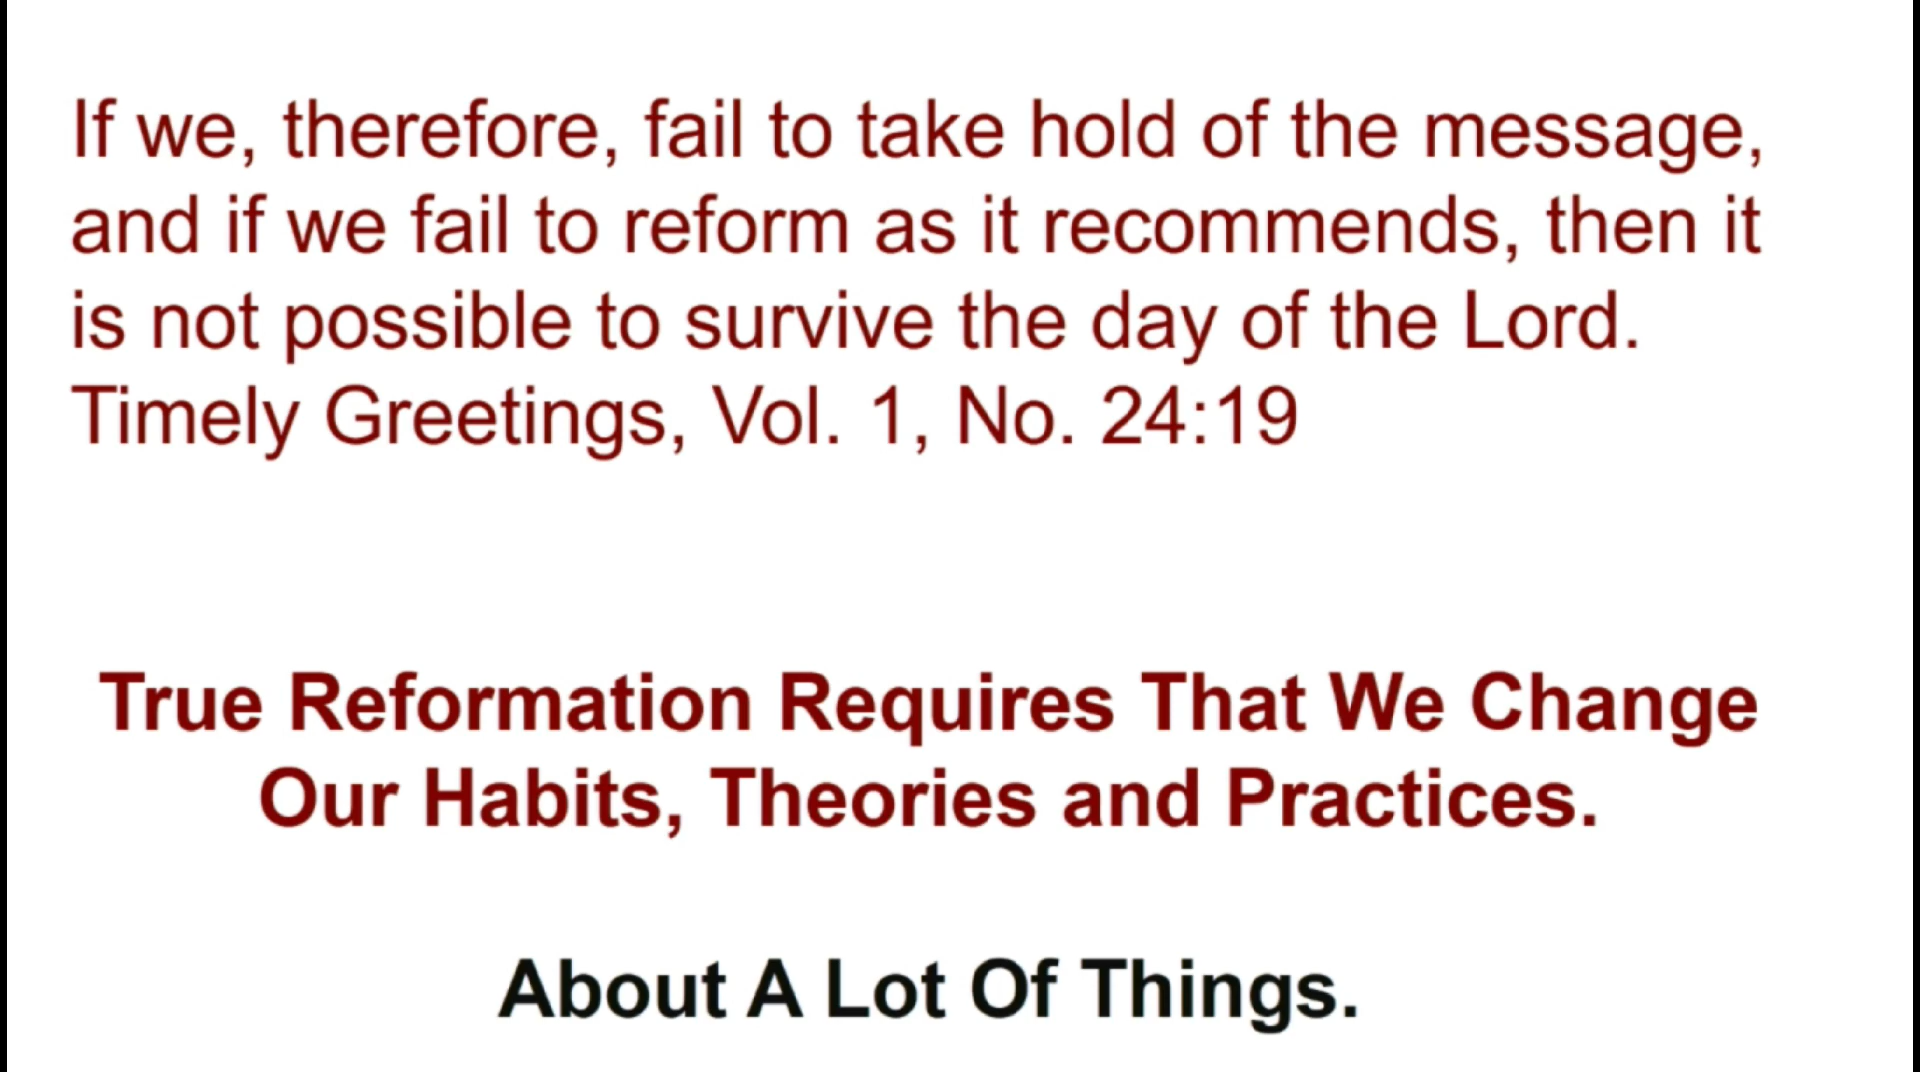 If we, therefore, fail to take hold of the message,
and if we fail to reform as it recommends, then it
is not possible to survive the day of the Lord.
Timely Greetings, Vol. 1, No. 24:19
True Reformation Requires That We Change
Our Habits, Theories and Practices.
About A Lot Of Things.